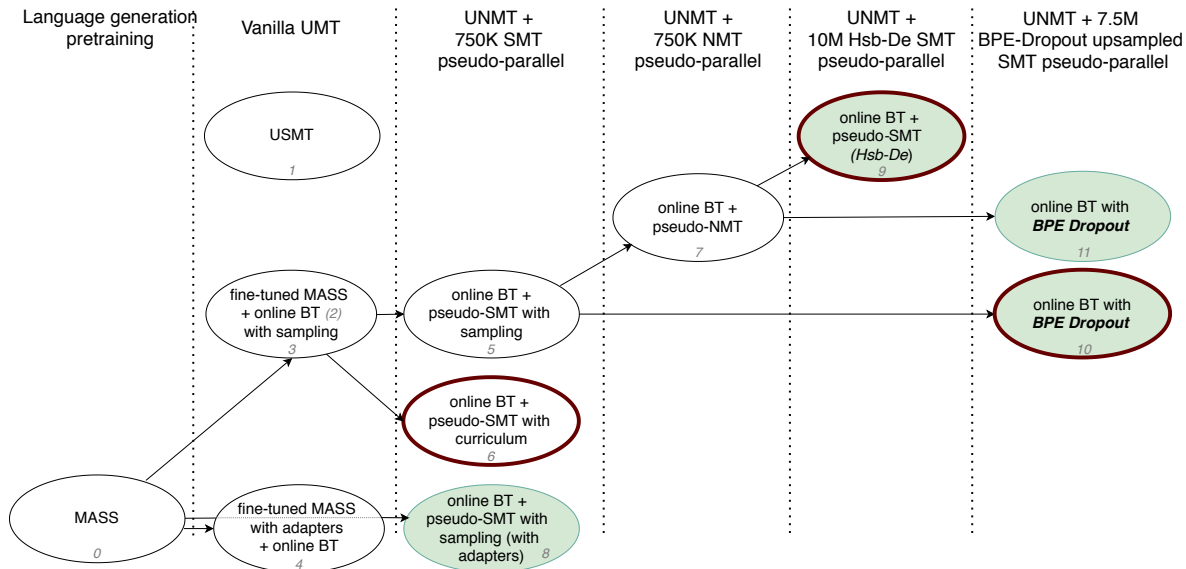 Language generation
pretraining
Vanilla UMT
UNMT +
750K SMT
pseudo-parallel
UNMT +
750K NMT
pseudo-parallel
UNMT +
10M Hsb-De SMT
pseudo-parallel
UNMT + 7.5M
BPE-Dropout upsampled
SMT pseudo-parallel
USMT
1
online BT +
pseudo-SMT
(Hsb-De)
9
online BT +
pseudo-NMT
7
online BT with
BPE Dropout
11
fine-tuned MASS
+ online BT (2)
with sampling
3
online BT +
pseudo-SMT with
sampling
5
online BT with
BPE Dropout
10
online BT +
pseudo-SMT with
curriculum
6
MASS
0
fine-tuned MASS
with adapters
+ online BT
4
online BT +
pseudo-SMT with
sampling (with
adapters)
8